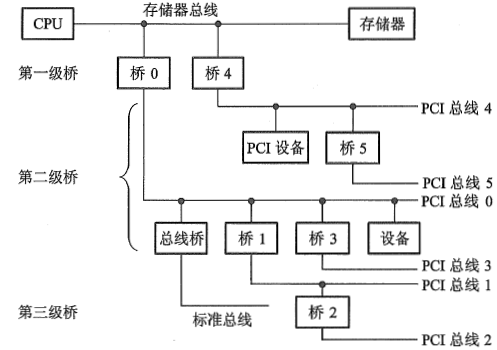 存储器总线
CPU
存储器
第一级桥
桥 0
桥 4
PCI 总线 4
PCI 设备
桥 5
第二级桥
PCI 总线 5
PCI 总线 0
总线桥
桥 1
桥 3
设备
PCI 总线 3
PCI 总线 1
第三级桥
标准总线
桥 2
PCI 总线 2